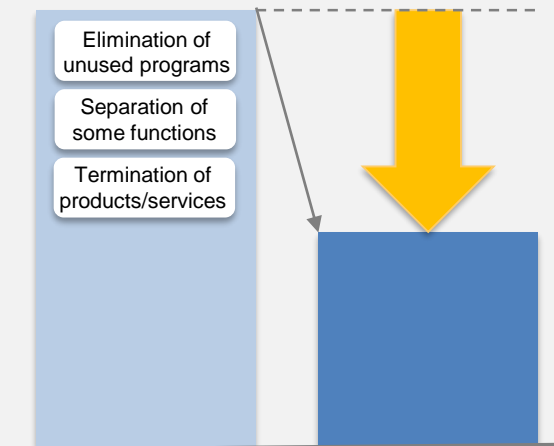 Elimination of
unused programs
Separation of
some functions
Termination of
products/services